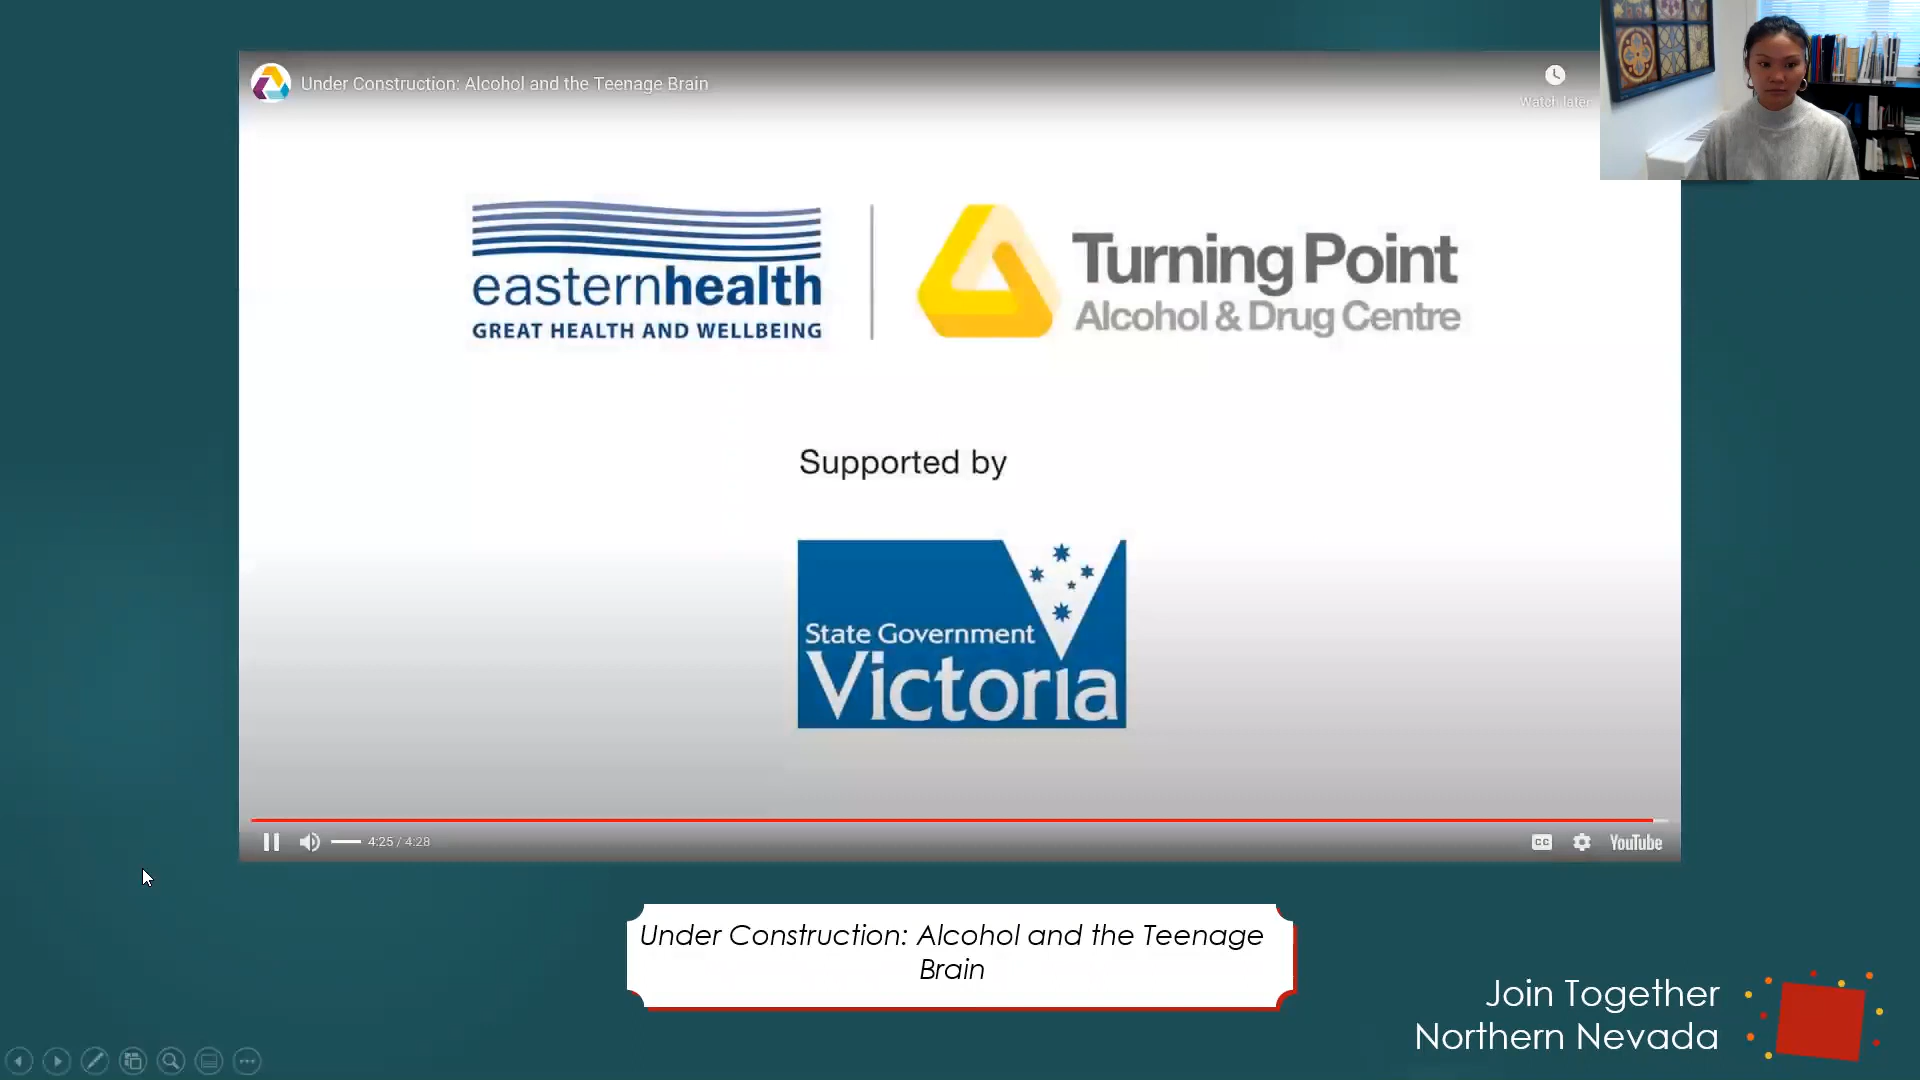 Under Construction: Alcohol and the Teenage Brain
Watch later
easternhealth
GREAT HEALTH AND WELLBEING
Turning Point
Alcohol & Drug Centre
Supported by
State Government
Victoria
4:25 / 4:28
CC
YouTube
Under Construction: Alcohol and the Teenage
Brain
Join Together
Northern Nevada